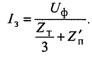 I_з = U_ф / (Z_т/3 + Z'_п).